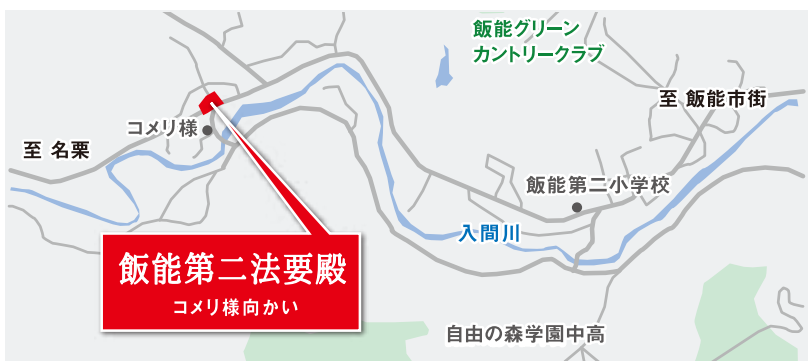 飯能グリーン
カントリークラブ
至 飯能市街
コメリ様
至 名栗
飯能第二小学校
入間川
飯能第二法要殿
コメリ様向かい
自由の森学園中高